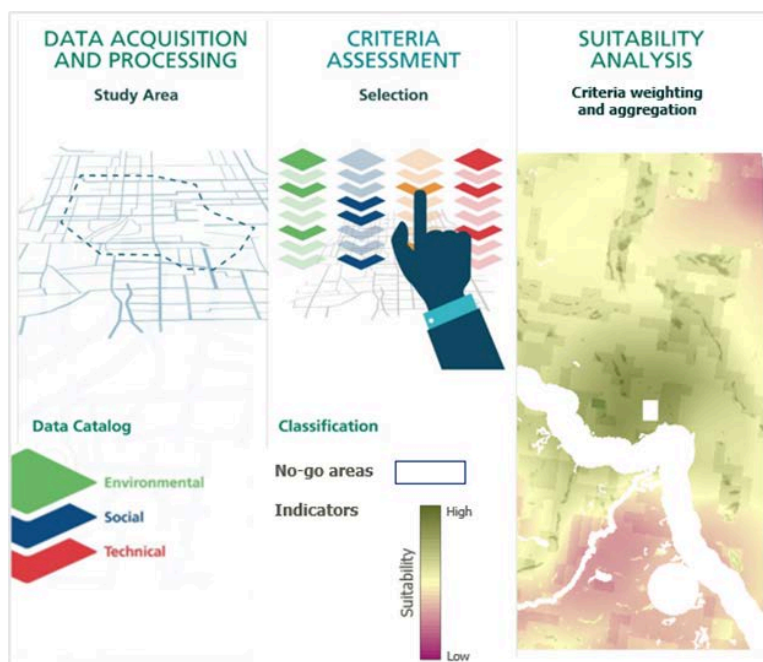 DATA ACQUISITION
AND PROCESSING
Study Area
Data Catalog
Environmental
Social
Technical
CRITERIA
ASSESSMENT
Selection
Classification
No-go areas
Indicators
High
Suitability
Low
SUITABILITY
ANALYSIS
Criteria weighting
and aggregation